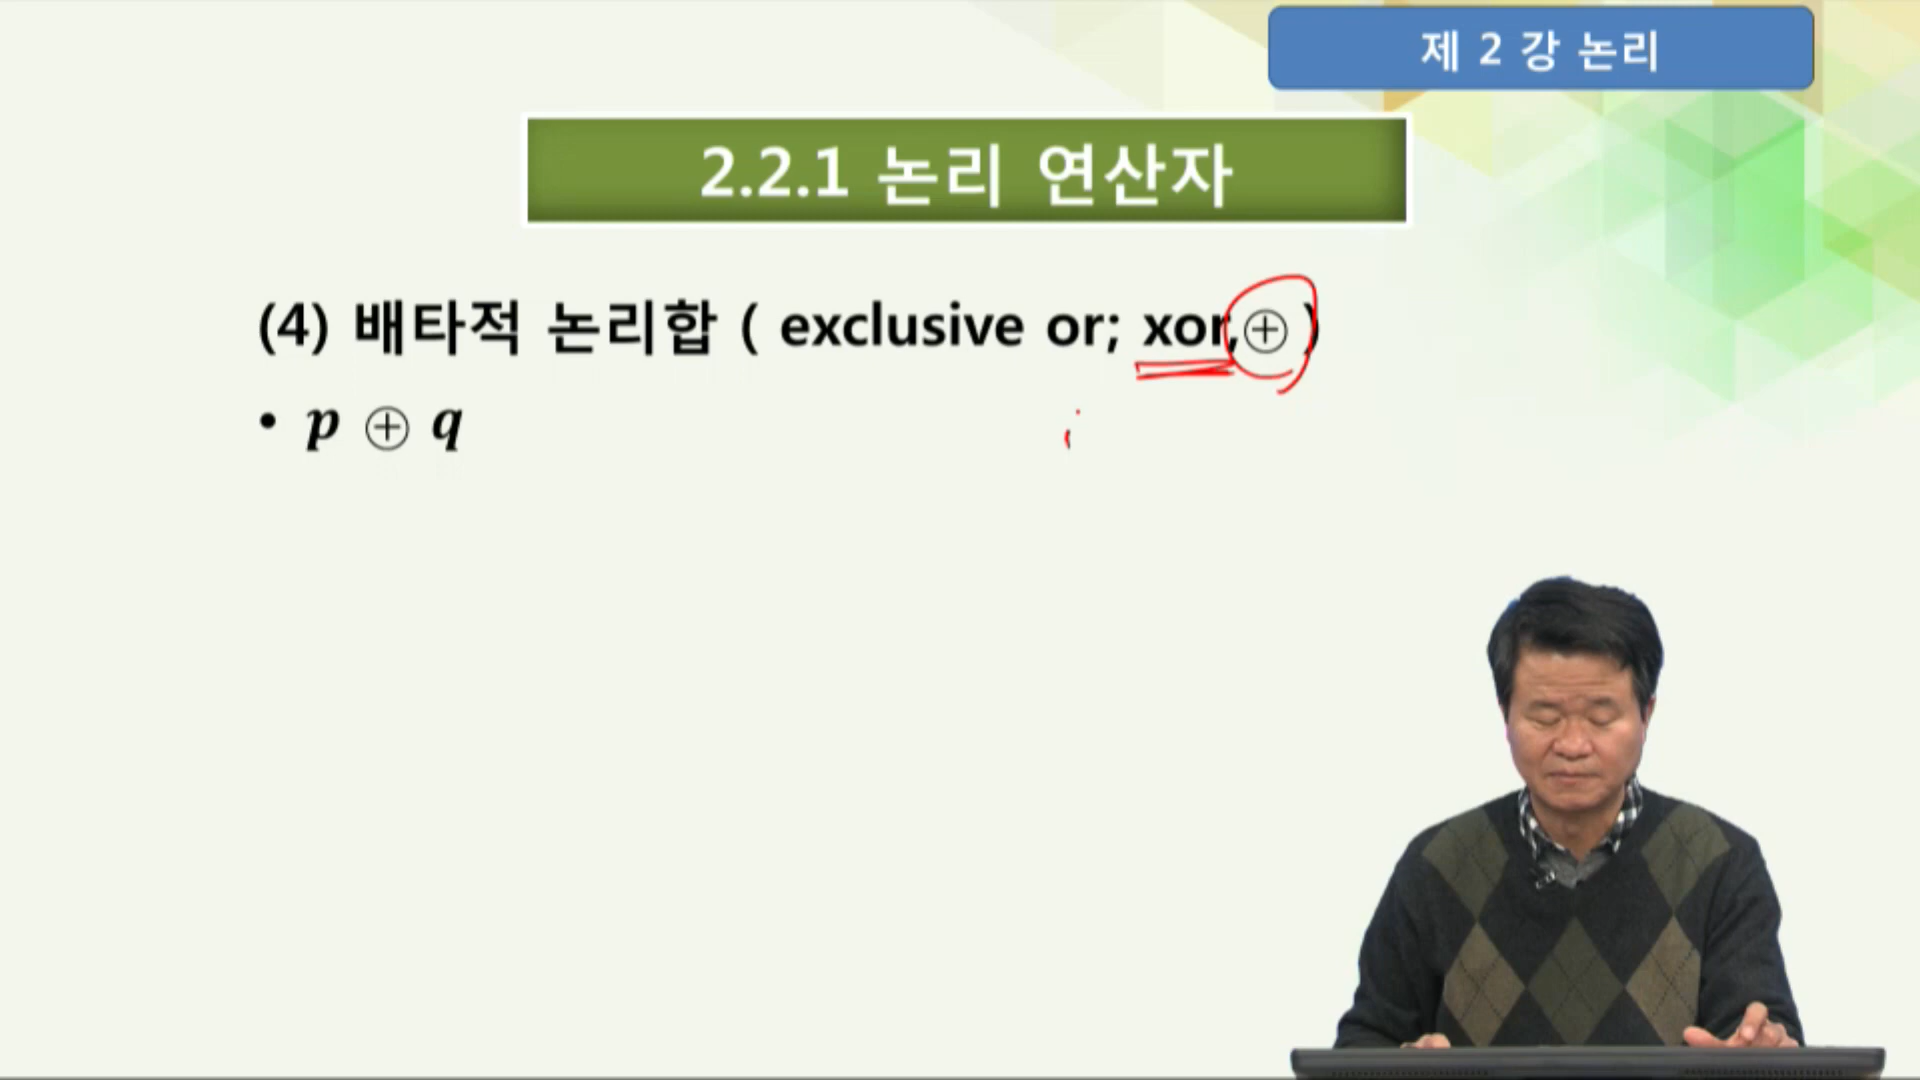 제 2 강 논리
2.2.1 논리 연산자
(4) 배타적 논리합 ( exclusive or; xor,⊕ )
• p ⊕ q